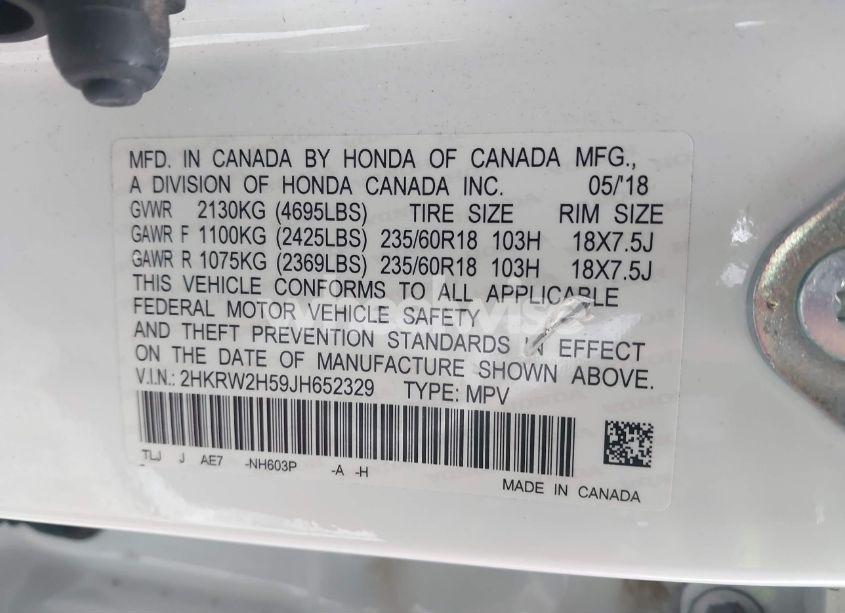 MFD. IN CANADA BY HONDA OF CANADA MFG.,
A DIVISION OF HONDA CANADA INC. 05/'18
GVWR 2130KG (4695LBS) TIRE SIZE RIM SIZE
GAWR F 1100KG (2425LBS) 235/60R18 103H 18X7.5J
GAWR R 1075KG (2369LBS) 235/60R18 103H 18X7.5J
THIS VEHICLE CONFORMS TO ALL APPLICABLE
FEDERAL MOTOR VEHICLE SAFETY
AND THEFT PREVENTION STANDARDS IN EFFECT
ON THE DATE OF MANUFACTURE SHOWN ABOVE.
V.I.N.: 2HKRW2H59JH652329 TYPE: MPV
TLJ J AE7 -NH603P -A -H
MADE IN CANADA